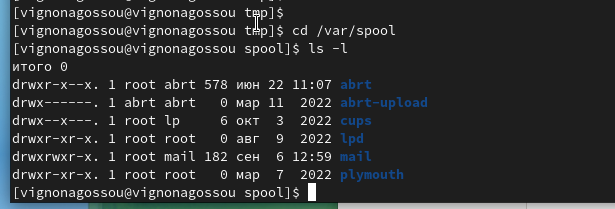 [vignonagossou@vignonagossou tmp]$
[vignonagossou@vignonagossou tmp]$ cd /var/spool
[vignonagossou@vignonagossou spool]$ ls -l
итого 0
drwxr-x--x. 1 root abrt 578 июн 22 11:07 abrt
drwx------. 1 abrt abrt   0 мар 11  2022 abrt-upload
drwx--x---. 1 root lp     6 окт  3  2022 cups
drwxr-xr-x. 1 root root   0 авг  9  2022 lpd
drwxrwxr-x. 1 root mail 182 сен  6 12:59 mail
drwxr-xr-x. 1 root root   0 мар  7  2022 plymouth
[vignonagossou@vignonagossou spool]$